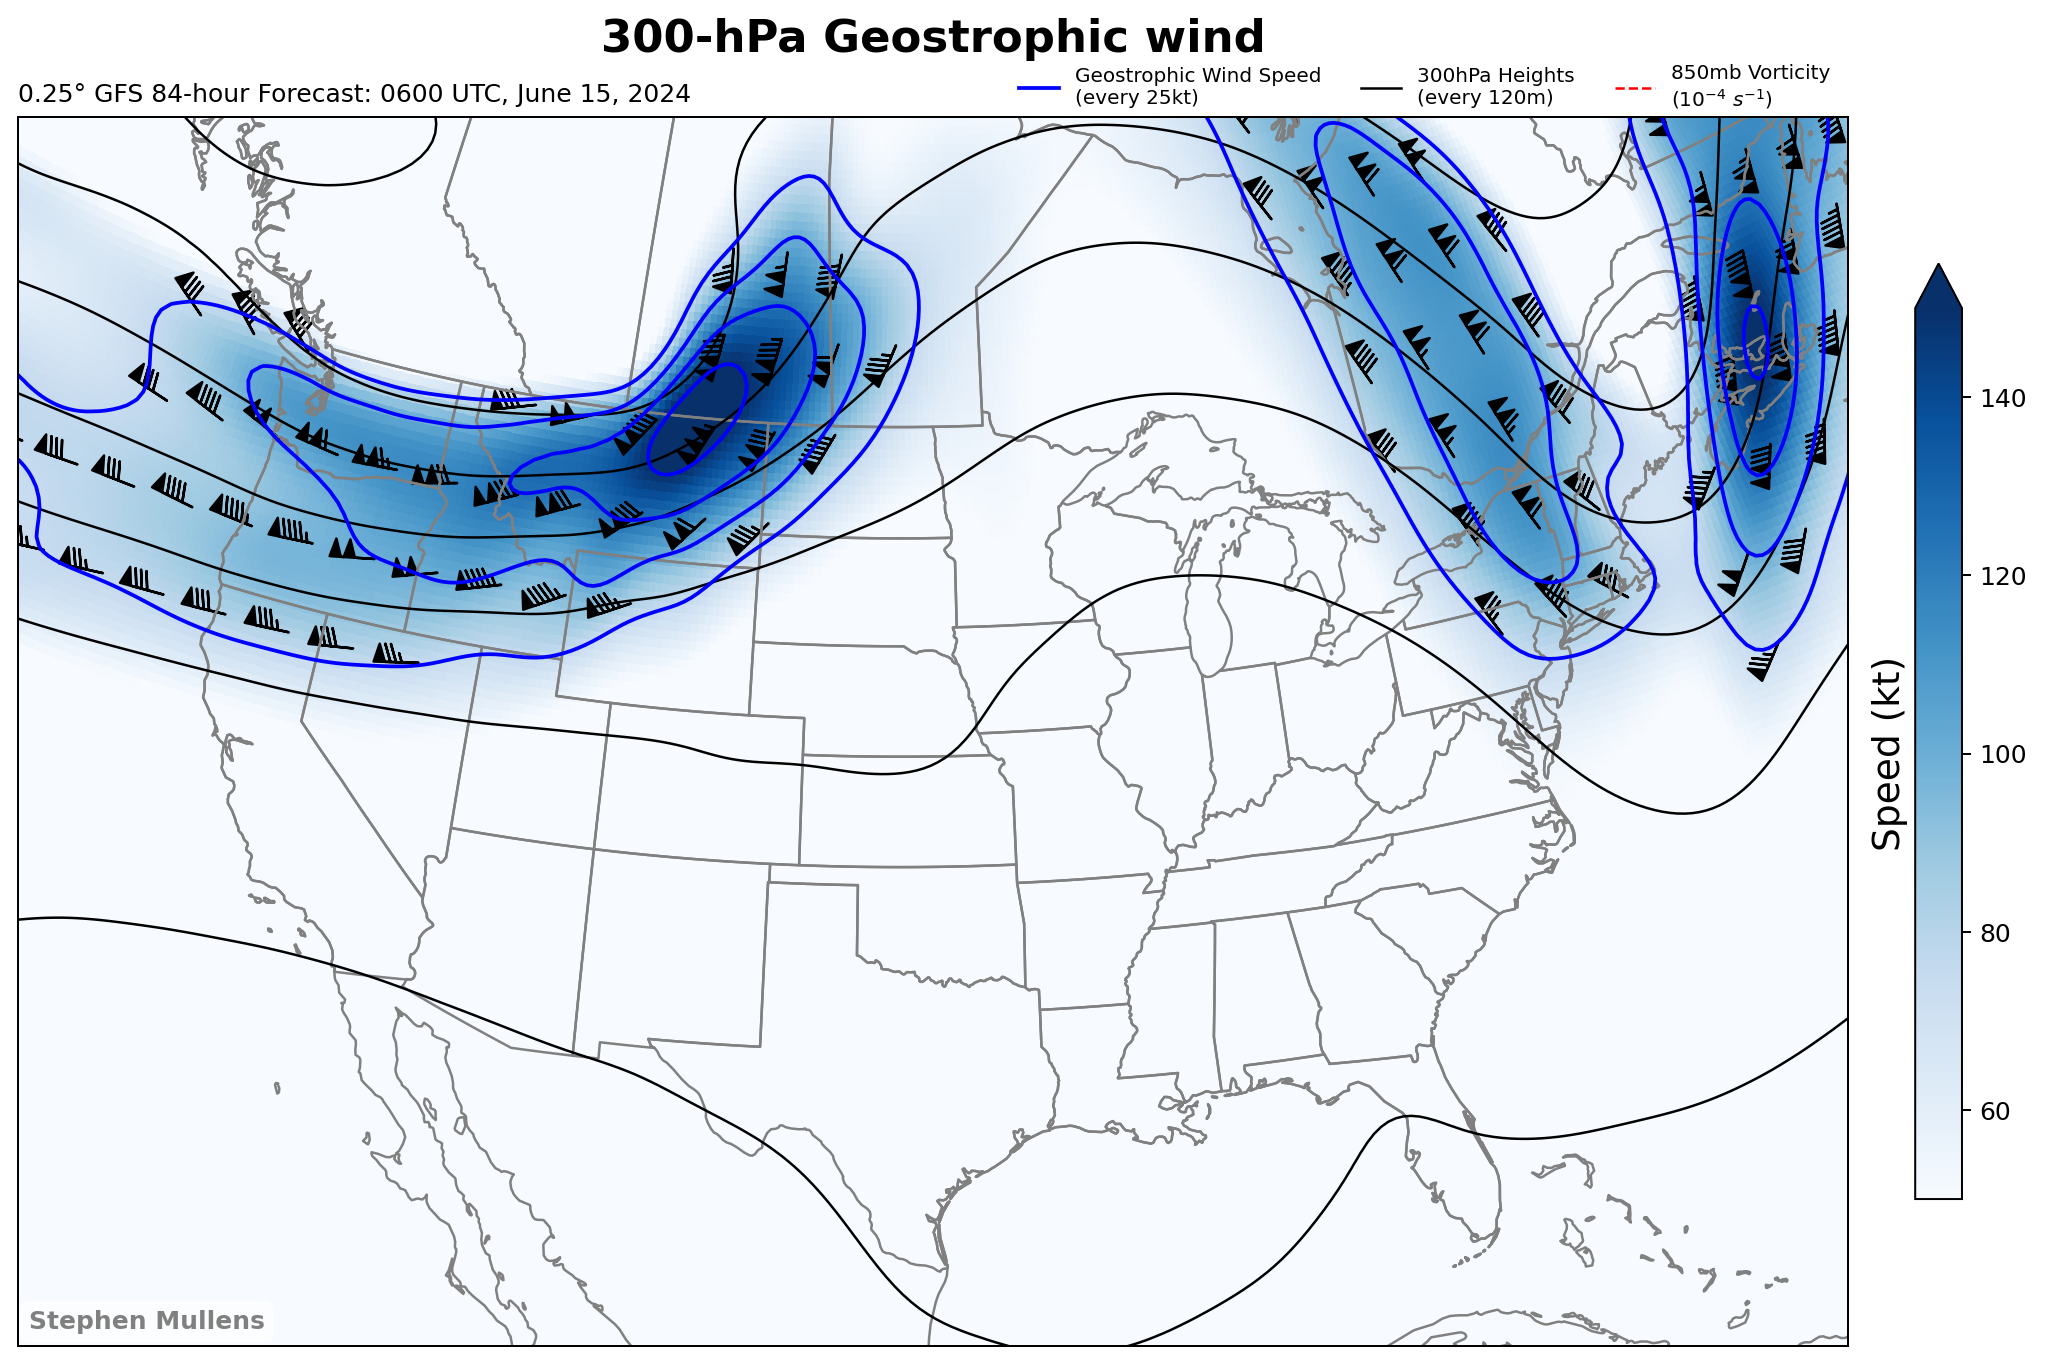 300-hPa Geostrophic wind
0.25° GFS 84-hour Forecast: 0600 UTC, June 15, 2024
Geostrophic Wind Speed
(every 25kt)
300hPa Heights
(every 120m)
850mb Vorticity
(10⁻⁴ s⁻¹)
140
120
100
80
60
Speed (kt)
Stephen Mullens